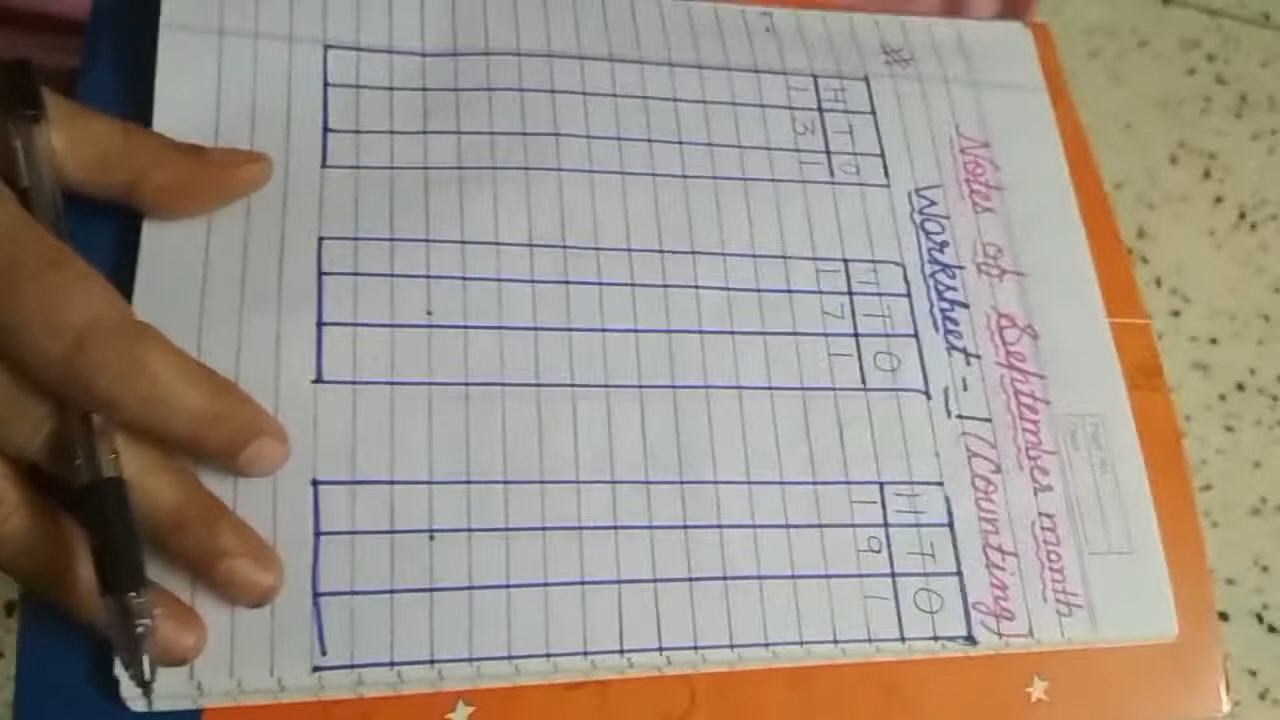 Notes of September month
Worksheet - 1 (Counting)
#
H T O
1 3 1
H T O
1 7 1
H T O
1 9 1